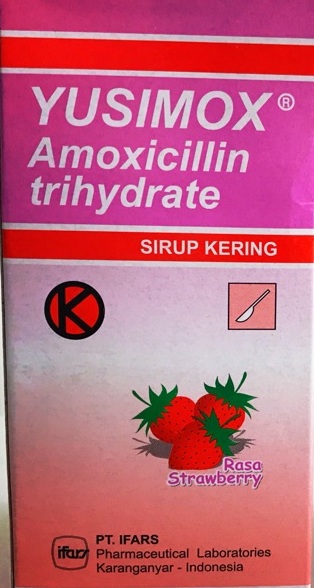 YUSIMOX®
Amoxicillin
trihydrate
SIRUP KERING
K
Rasa
Strawberry
ifars
PT. IFARS
Pharmaceutical Laboratories
Karanganyar - Indonesia